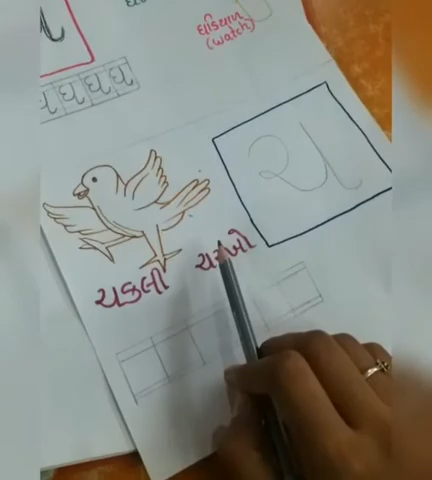 ઘડિયાળ
(watch)
ઘ ઘ ઘ ઘ
ચ
ચકલી